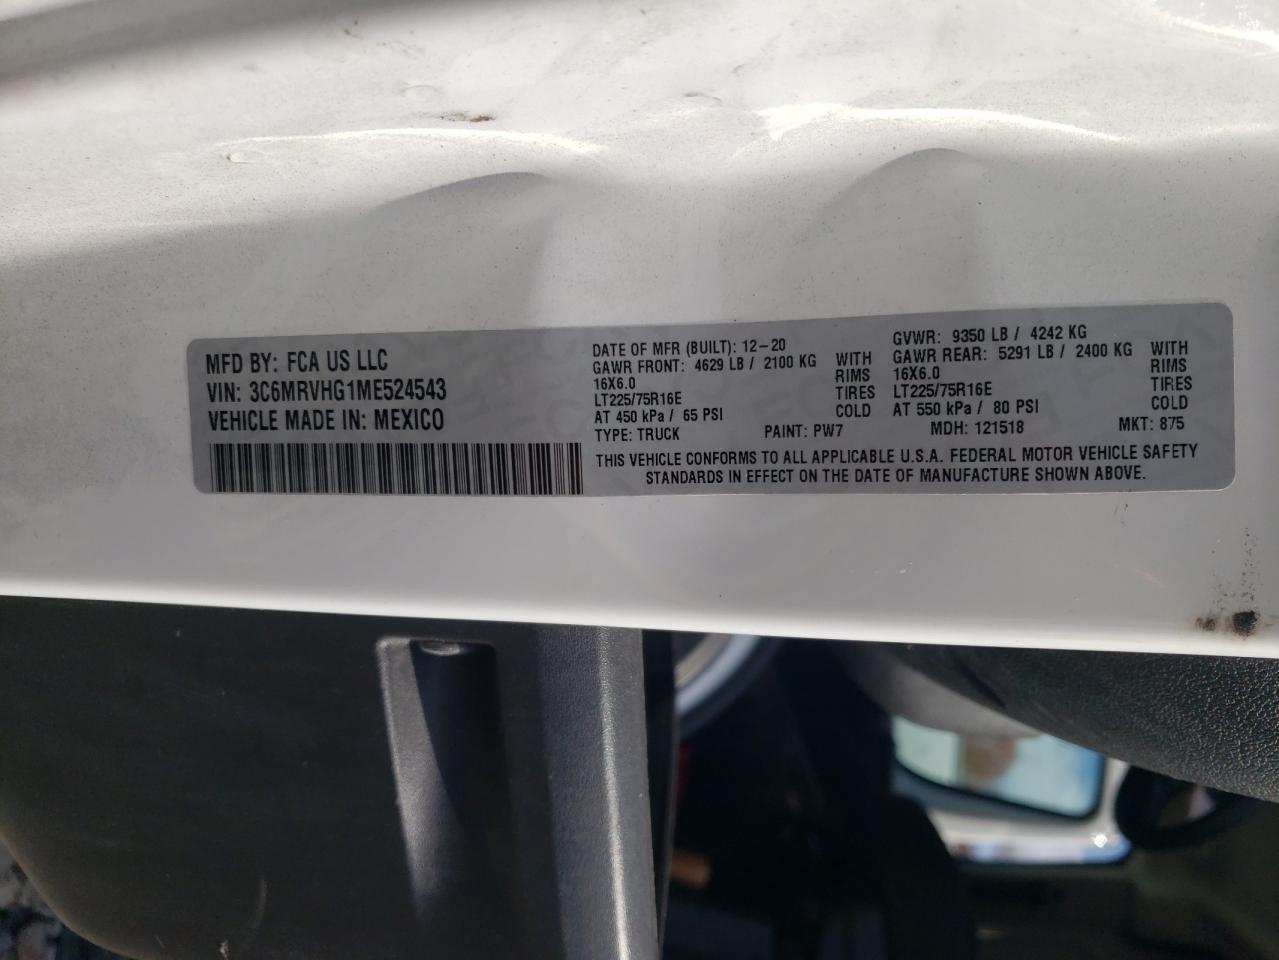 MFD BY: FCA US LLC
VIN: 3C6MRVHG1ME524543
VEHICLE MADE IN: MEXICO
DATE OF MFR (BUILT): 12-20
GAWR FRONT: 4629 LB / 2100 KG WITH
16X6.0 RIMS
LT225/75R16E TIRES
AT 450 kPa / 65 PSI COLD
TYPE: TRUCK PAINT: PW7
GVWR: 9350 LB / 4242 KG
GAWR REAR: 5291 LB / 2400 KG WITH
16X6.0 RIMS
LT225/75R16E TIRES
AT 550 kPa / 80 PSI COLD
MDH: 121518 MKT: 875
THIS VEHICLE CONFORMS TO ALL APPLICABLE U.S.A. FEDERAL MOTOR VEHICLE SAFETY
STANDARDS IN EFFECT ON THE DATE OF MANUFACTURE SHOWN ABOVE.